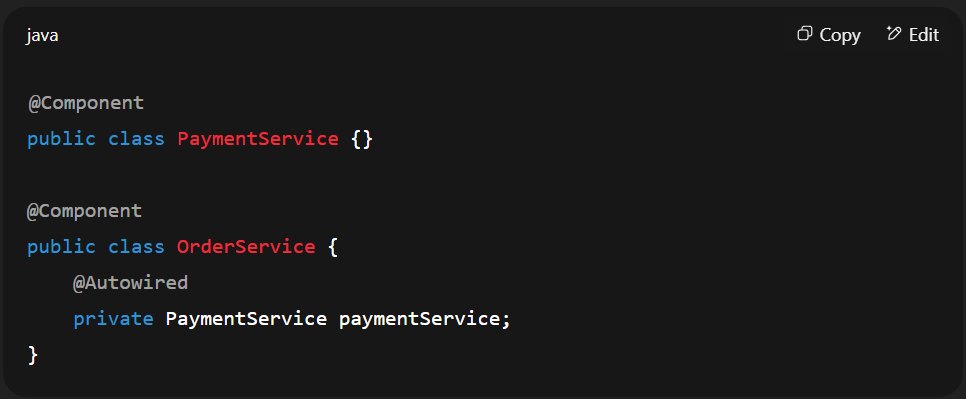 java Copy Edit
@Component
public class PaymentService {}
@Component
public class OrderService {
@Autowired
private PaymentService paymentService;
}